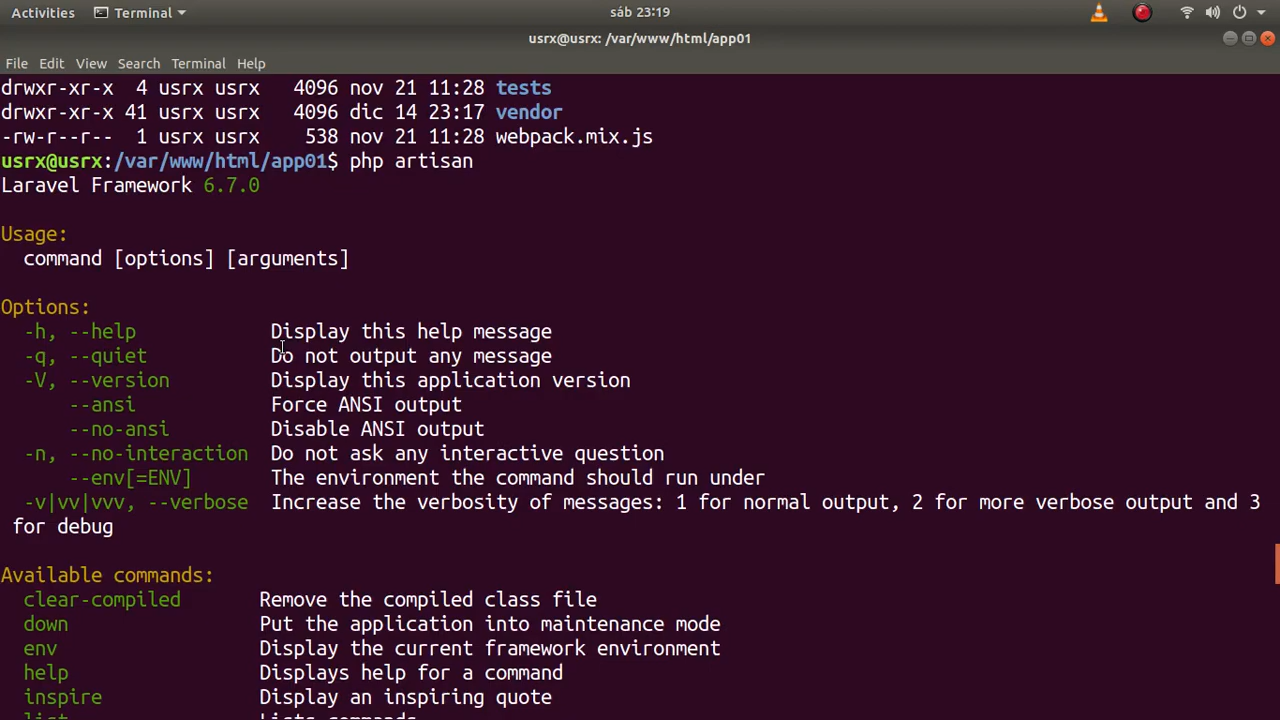 Activities Terminal sáb 23:19
usrx@usrx: /var/www/html/app01
File Edit View Search Terminal Help
drwxr-xr-x 4 usrx usrx 4096 nov 21 11:28 tests
drwxr-xr-x 41 usrx usrx 4096 dic 14 23:17 vendor
-rw-r--r-- 1 usrx usrx 538 nov 21 11:28 webpack.mix.js
usrx@usrx:/var/www/html/app01$ php artisan
Laravel Framework 6.7.0
Usage:
command [options] [arguments]
Options:
-h, --help Display this help message
-q, --quiet Do not output any message
-V, --version Display this application version
--ansi Force ANSI output
--no-ansi Disable ANSI output
-n, --no-interaction Do not ask any interactive question
--env[=ENV] The environment the command should run under
-v|vv|vvv, --verbose Increase the verbosity of messages: 1 for normal output, 2 for more verbose output and 3
for debug
Available commands:
clear-compiled Remove the compiled class file
down Put the application into maintenance mode
env Display the current framework environment
help Displays help for a command
inspire Display an inspiring quote
list Lists commands